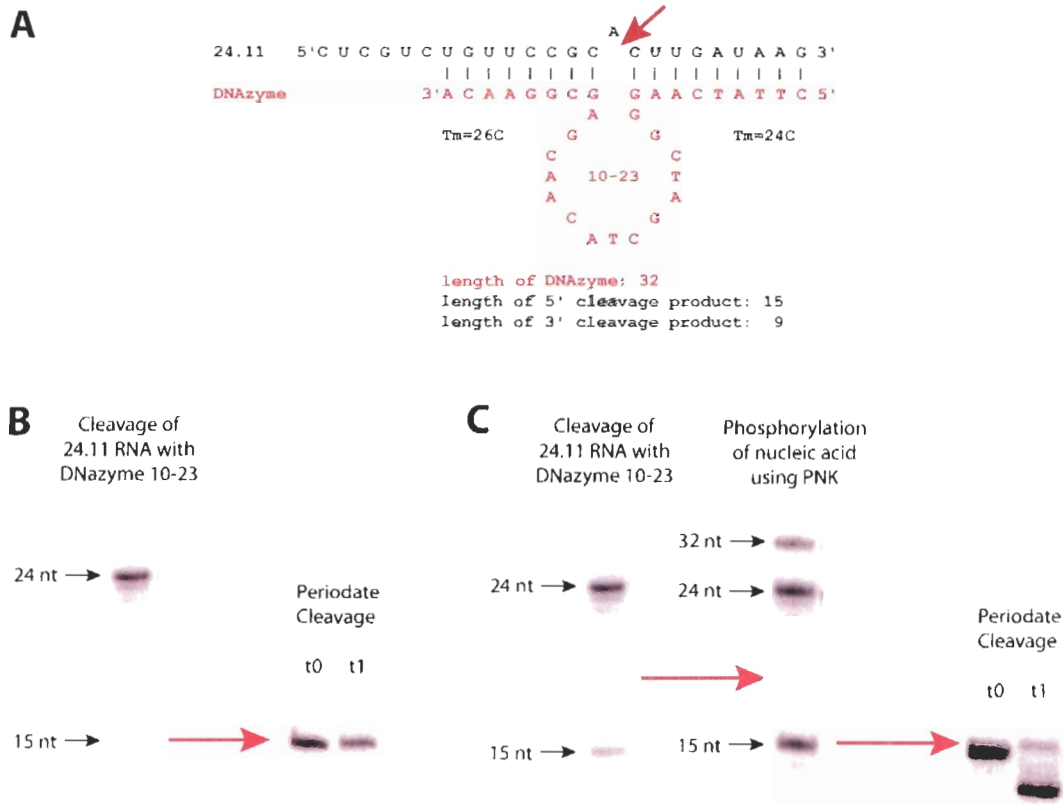 A
A
24.11 5'C U C G U C U G U U C C G C C U U G A U A A G 3'
DNAzyme 3'A C A A G G C G G A A C T A T T C 5'
A G
Tm=26C G G Tm=24C
C C
A 10-23 T
A A
C G
A T C
length of DNAzyme: 32
length of 5' cleavage product: 15
length of 3' cleavage product: 9
B
Cleavage of
24.11 RNA with
DNazyme 10-23
24 nt
Periodate
Cleavage
t0 t1
15 nt
C
Cleavage of
24.11 RNA with
DNazyme 10-23
Phosphorylation
of nucleic acid
using PNK
32 nt
24 nt
24 nt
Periodate
Cleavage
t0 t1
15 nt
15 nt